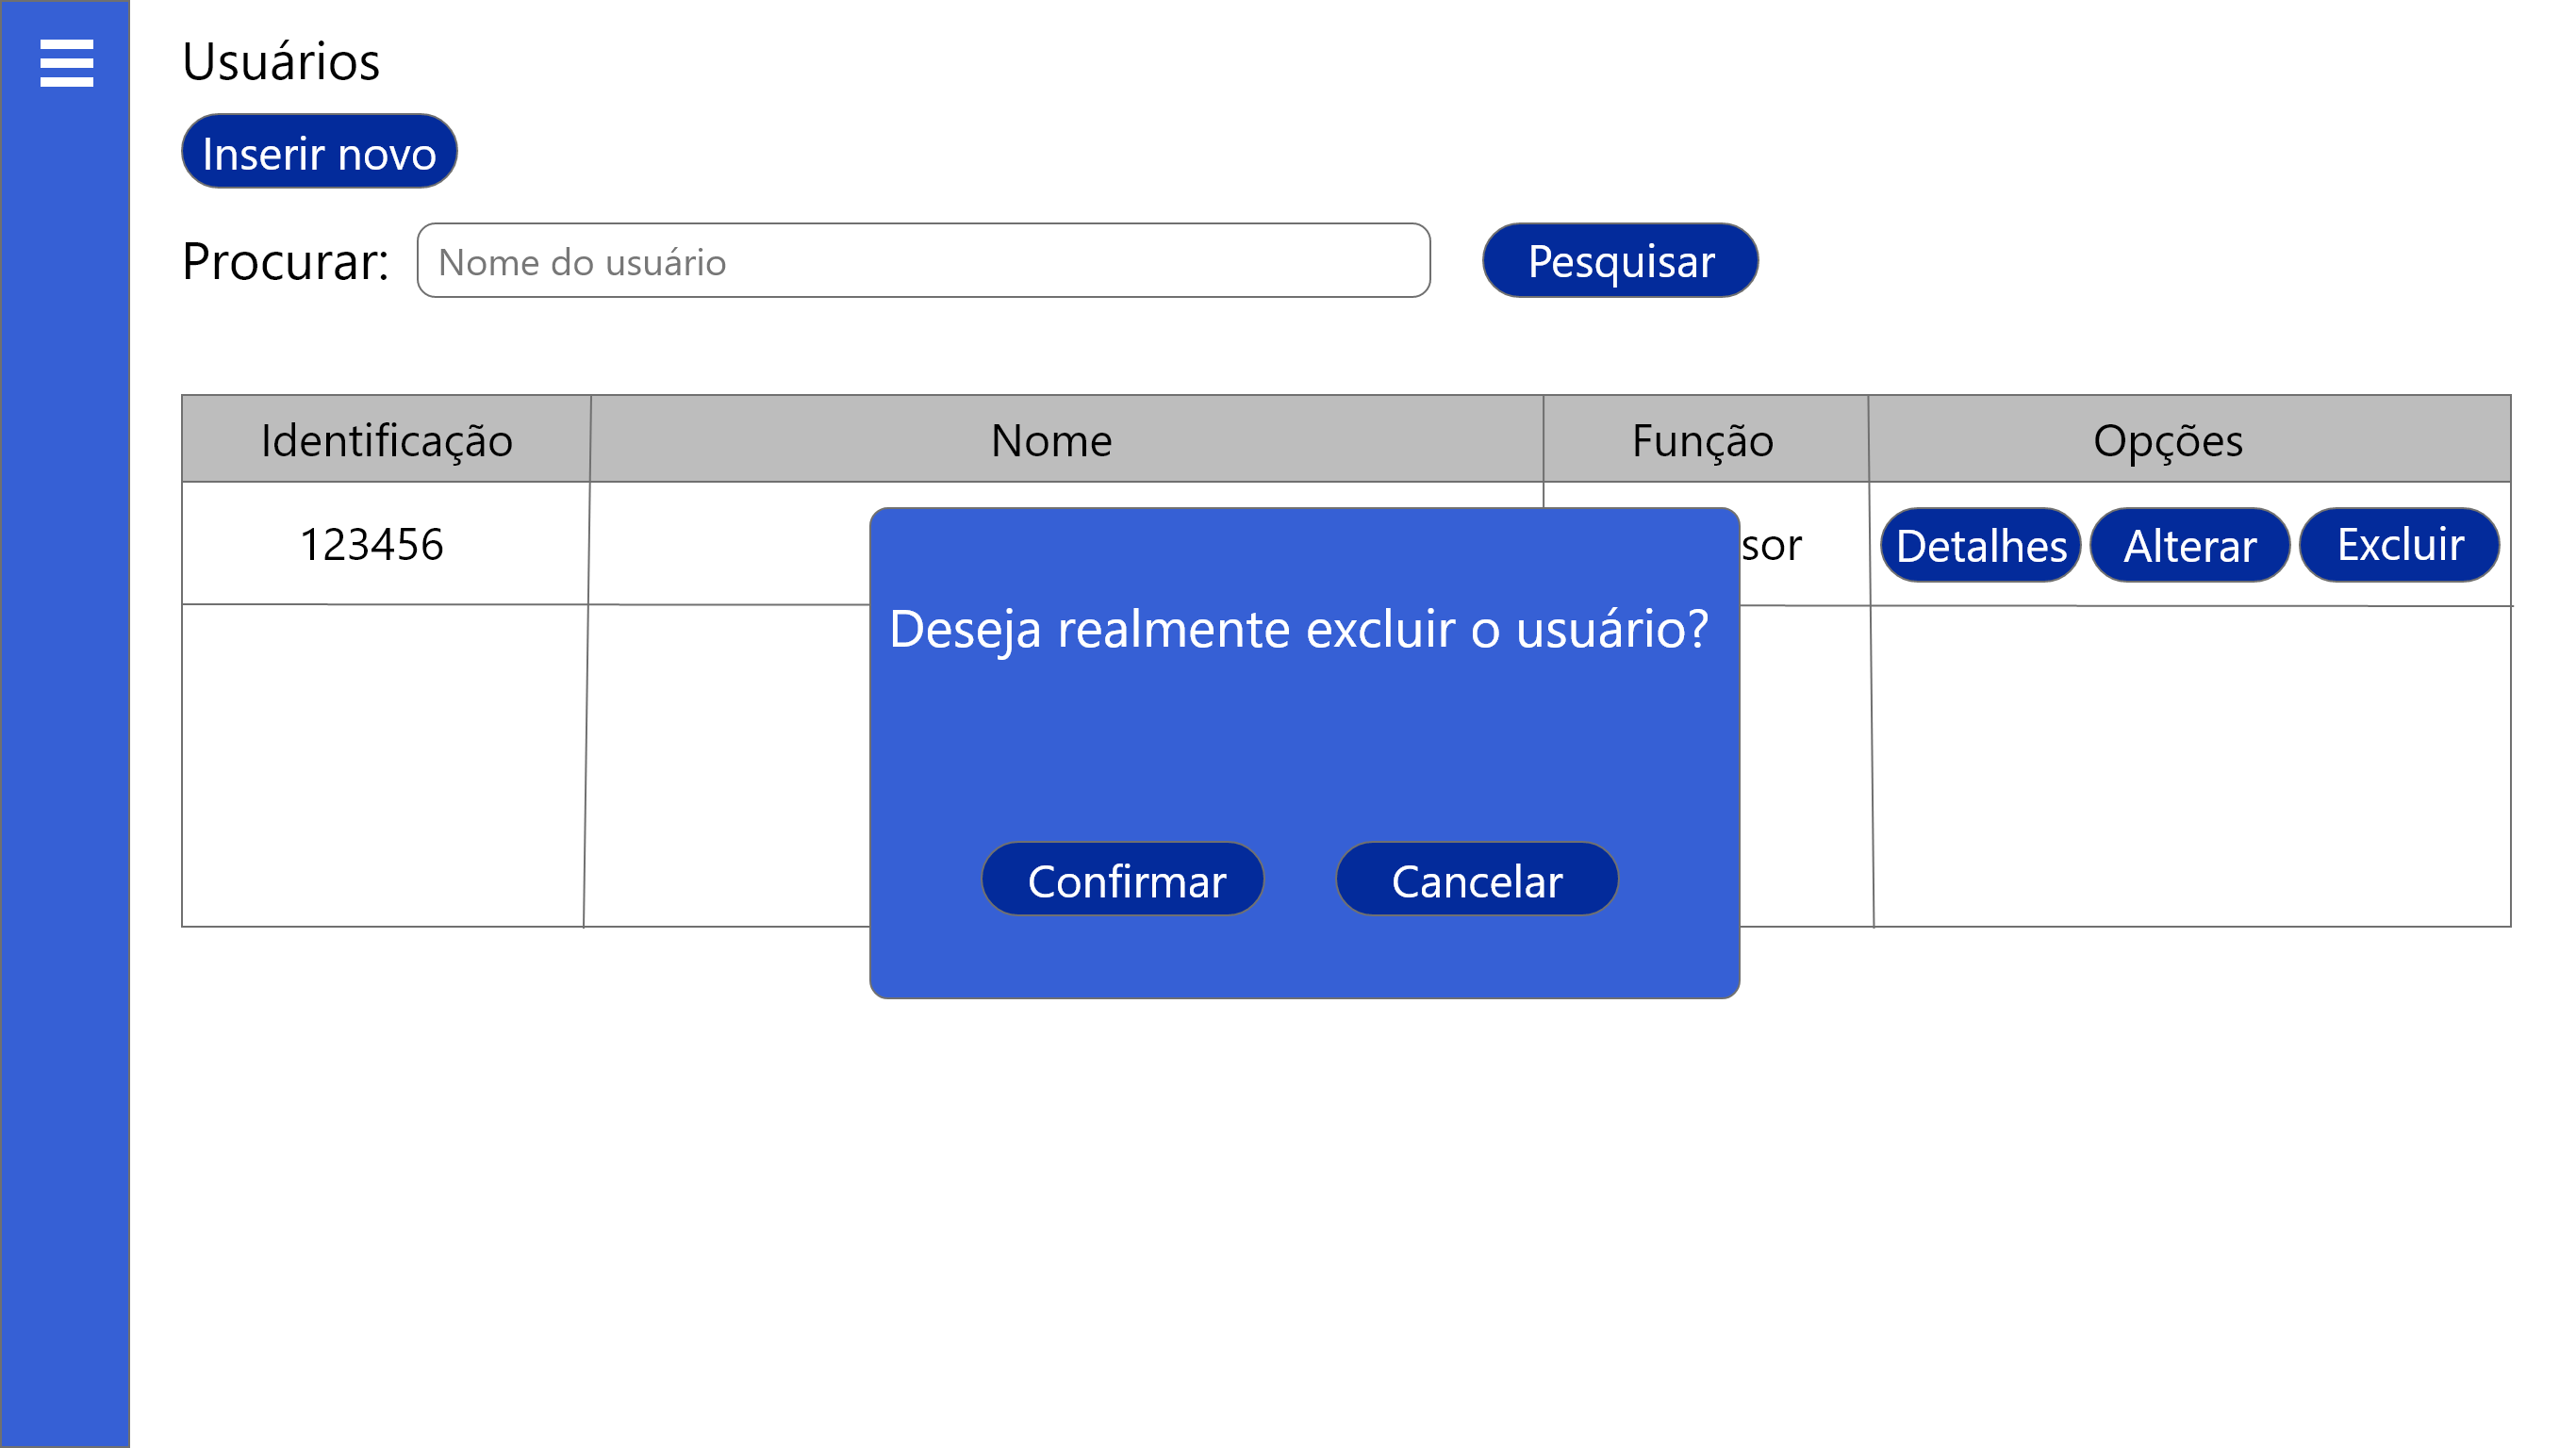 Usuários
Inserir novo
Procurar: Nome do usuário Pesquisar
Identificação Nome Função Opções
123456 sor Detalhes Alterar Excluir
Deseja realmente excluir o usuário?
Confirmar Cancelar